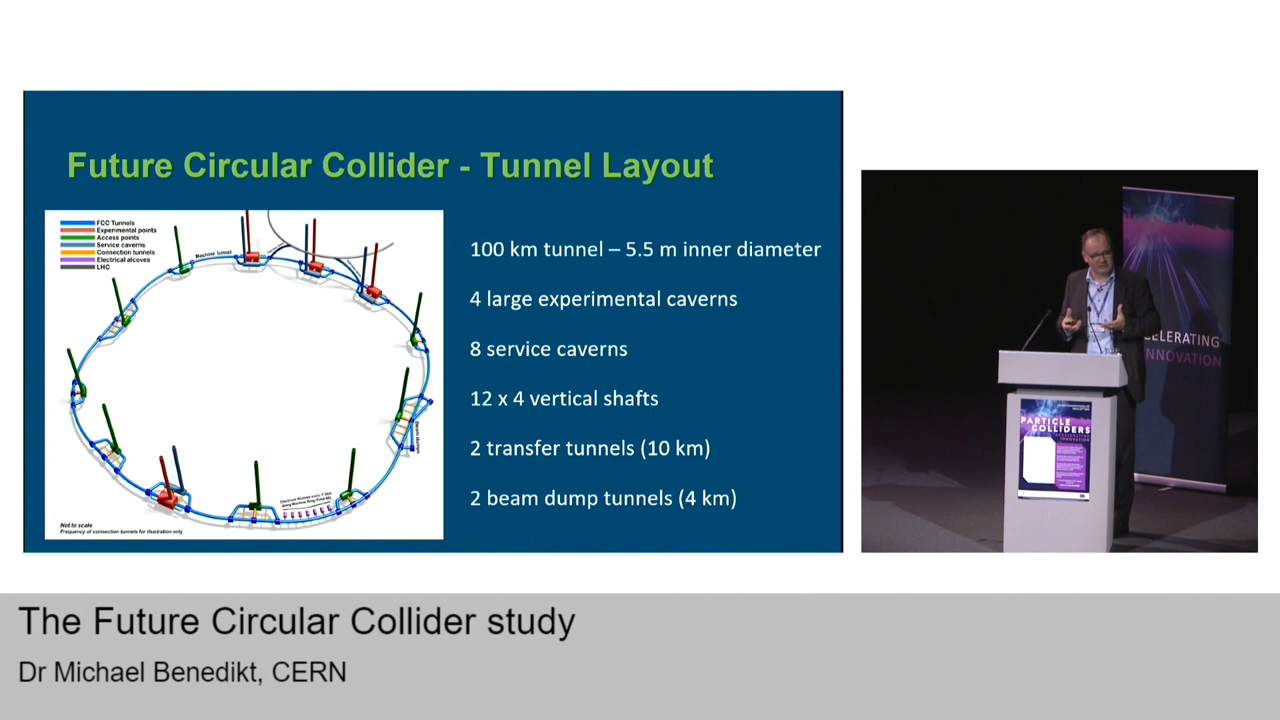 Future Circular Collider - Tunnel Layout
FCC Tunnels
Experimental points
Access points
Service caverns
Connection tunnels
Electrical alcoves
LHC
Machine tunnel
Not to scale
Frequency of connection tunnels for illustration only
100 km tunnel – 5.5 m inner diameter
4 large experimental caverns
8 service caverns
12 x 4 vertical shafts
2 transfer tunnels (10 km)
2 beam dump tunnels (4 km)
ELERATING
NNOVATION
PARTICLE
COLLIDERS
The Future Circular Collider study
Dr Michael Benedikt, CERN